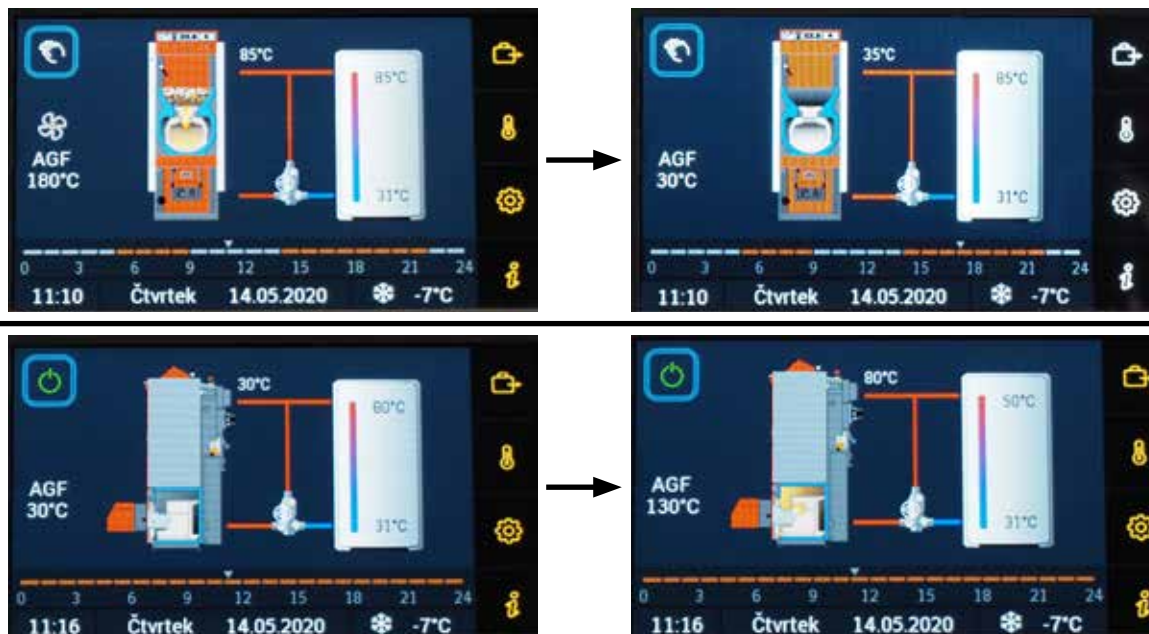 85°C
85°C
AGF
180°C
31°C
0 3 6 9 12 15 18 21 24
11:10 Čtvrtek 14.05.2020 -7°C
35°C
85°C
AGF
30°C
31°C
0 3 6 9 12 15 18 21 24
11:10 Čtvrtek 14.05.2020 -7°C
30°C
60°C
AGF
30°C
31°C
0 3 6 9 12 15 18 21 24
11:16 Čtvrtek 14.05.2020 -7°C
80°C
50°C
AGF
130°C
31°C
0 3 6 9 12 15 18 21 24
11:16 Čtvrtek 14.05.2020 -7°C